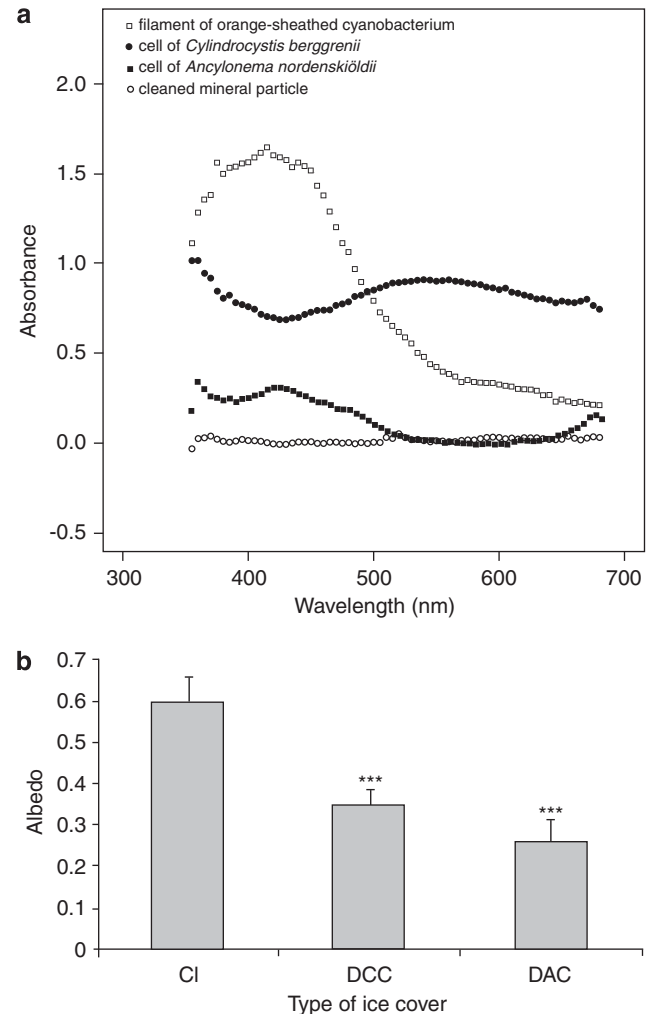 a
filament of orange-sheathed cyanobacterium
cell of Cylindrocystis berggrenii
cell of Ancylonema nordenskiöldii
cleaned mineral particle
2.0
1.5
1.0
0.5
0.0
-0.5
Absorbance
300 400 500 600 700
Wavelength (nm)
b
0.7
0.6
0.5
0.4
0.3
0.2
0.1
0
Albedo
***
***
CI DCC DAC
Type of ice cover